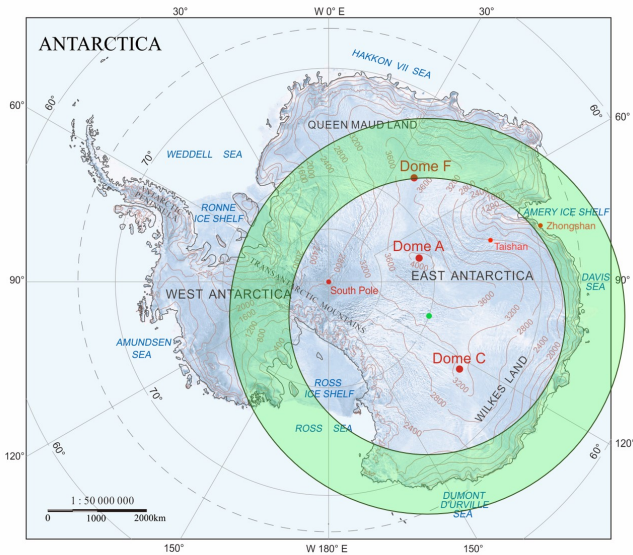 30°
W 0° E
30°
ANTARCTICA
HAKKON VII SEA
60°
60°
60°
60°
QUEEN MAUD LAND
70°
WEDDELL SEA
Dome F
RONNE
ICE SHELF
AMERY ICE SHELF
Zhongshan
Taishan
Dome A
4000
EAST ANTARCTICA
TRANSANTARCTIC MOUNTAINS
South Pole
DAVIS
SEA
90°
90°
WEST ANTARCTICA
AMUNDSEN
SEA
Dome C
3200
ROSS
ICE SHELF
WILKES LAND
70°
ROSS SEA
60°
60°
120°
120°
DUMONT
D'URVILLE
SEA
1 : 50 000 000
0 1000 2000km
150°
W 180° E
150°